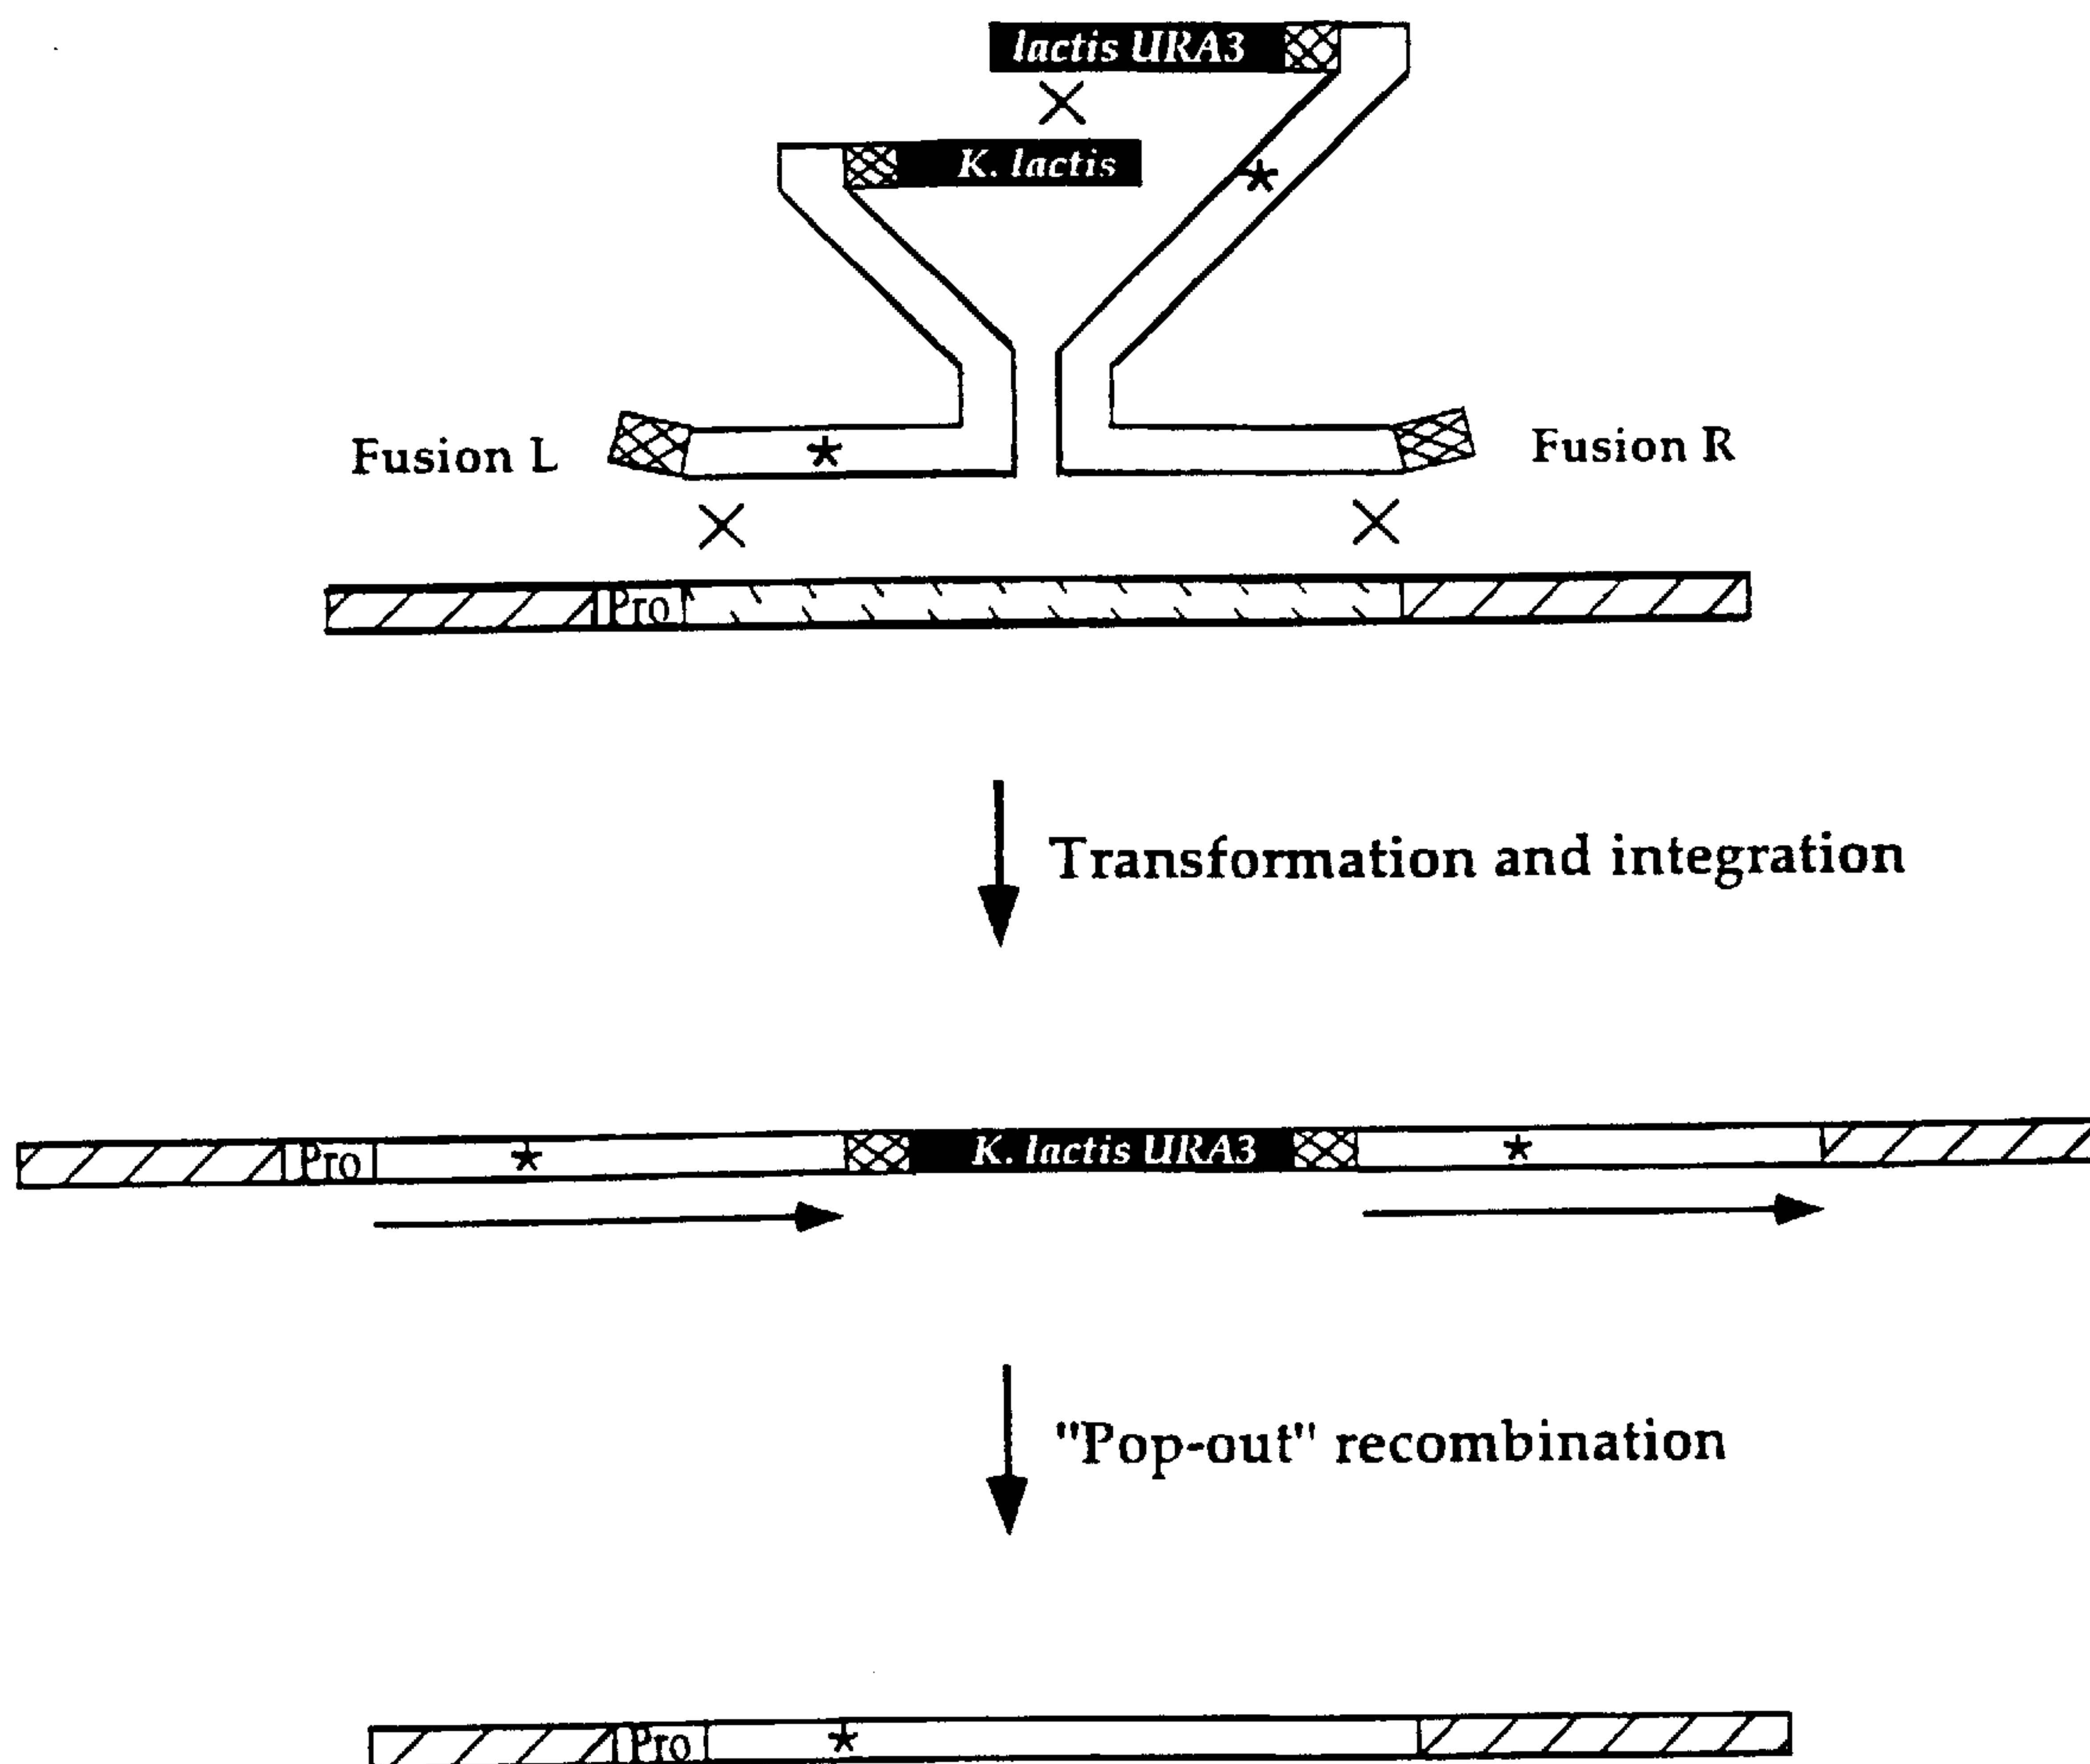 lactis URA3
K. lactis
Fusion L
Fusion R
Pro
Transformation and integration
Pro
K. lactis URA3
"Pop-out" recombination
Pro